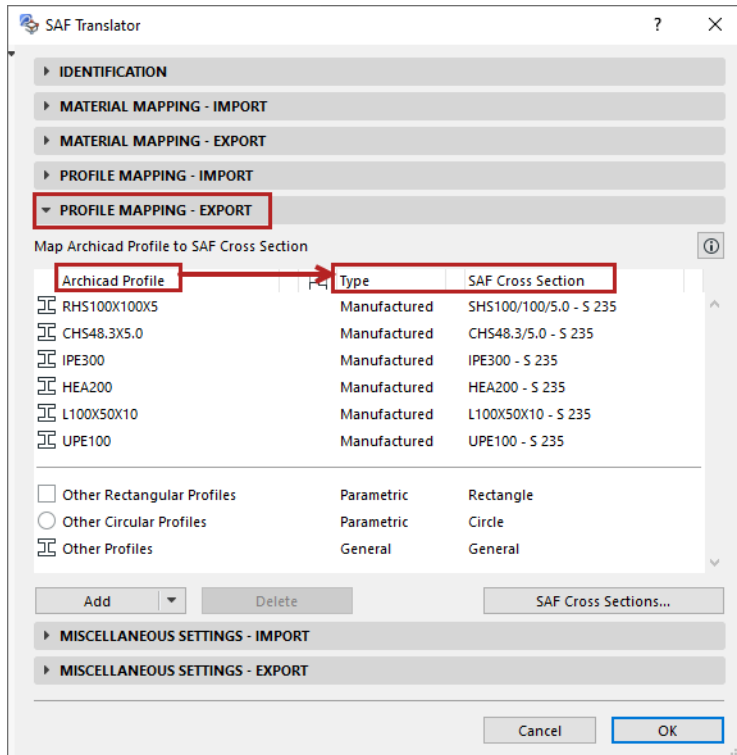 SAF Translator ? ×
IDENTIFICATION
MATERIAL MAPPING - IMPORT
MATERIAL MAPPING - EXPORT
PROFILE MAPPING - IMPORT
PROFILE MAPPING - EXPORT
Map Archicad Profile to SAF Cross Section
Archicad Profile Type SAF Cross Section
RHS100X100X5 Manufactured SHS100/100/5.0 - S 235
CHS48.3X5.0 Manufactured CHS48.3/5.0 - S 235
IPE300 Manufactured IPE300 - S 235
HEA200 Manufactured HEA200 - S 235
L100X50X10 Manufactured L100X50X10 - S 235
UPE100 Manufactured UPE100 - S 235
Other Rectangular Profiles Parametric Rectangle
Other Circular Profiles Parametric Circle
Other Profiles General General
Add Delete SAF Cross Sections...
MISCELLANEOUS SETTINGS - IMPORT
MISCELLANEOUS SETTINGS - EXPORT
Cancel OK